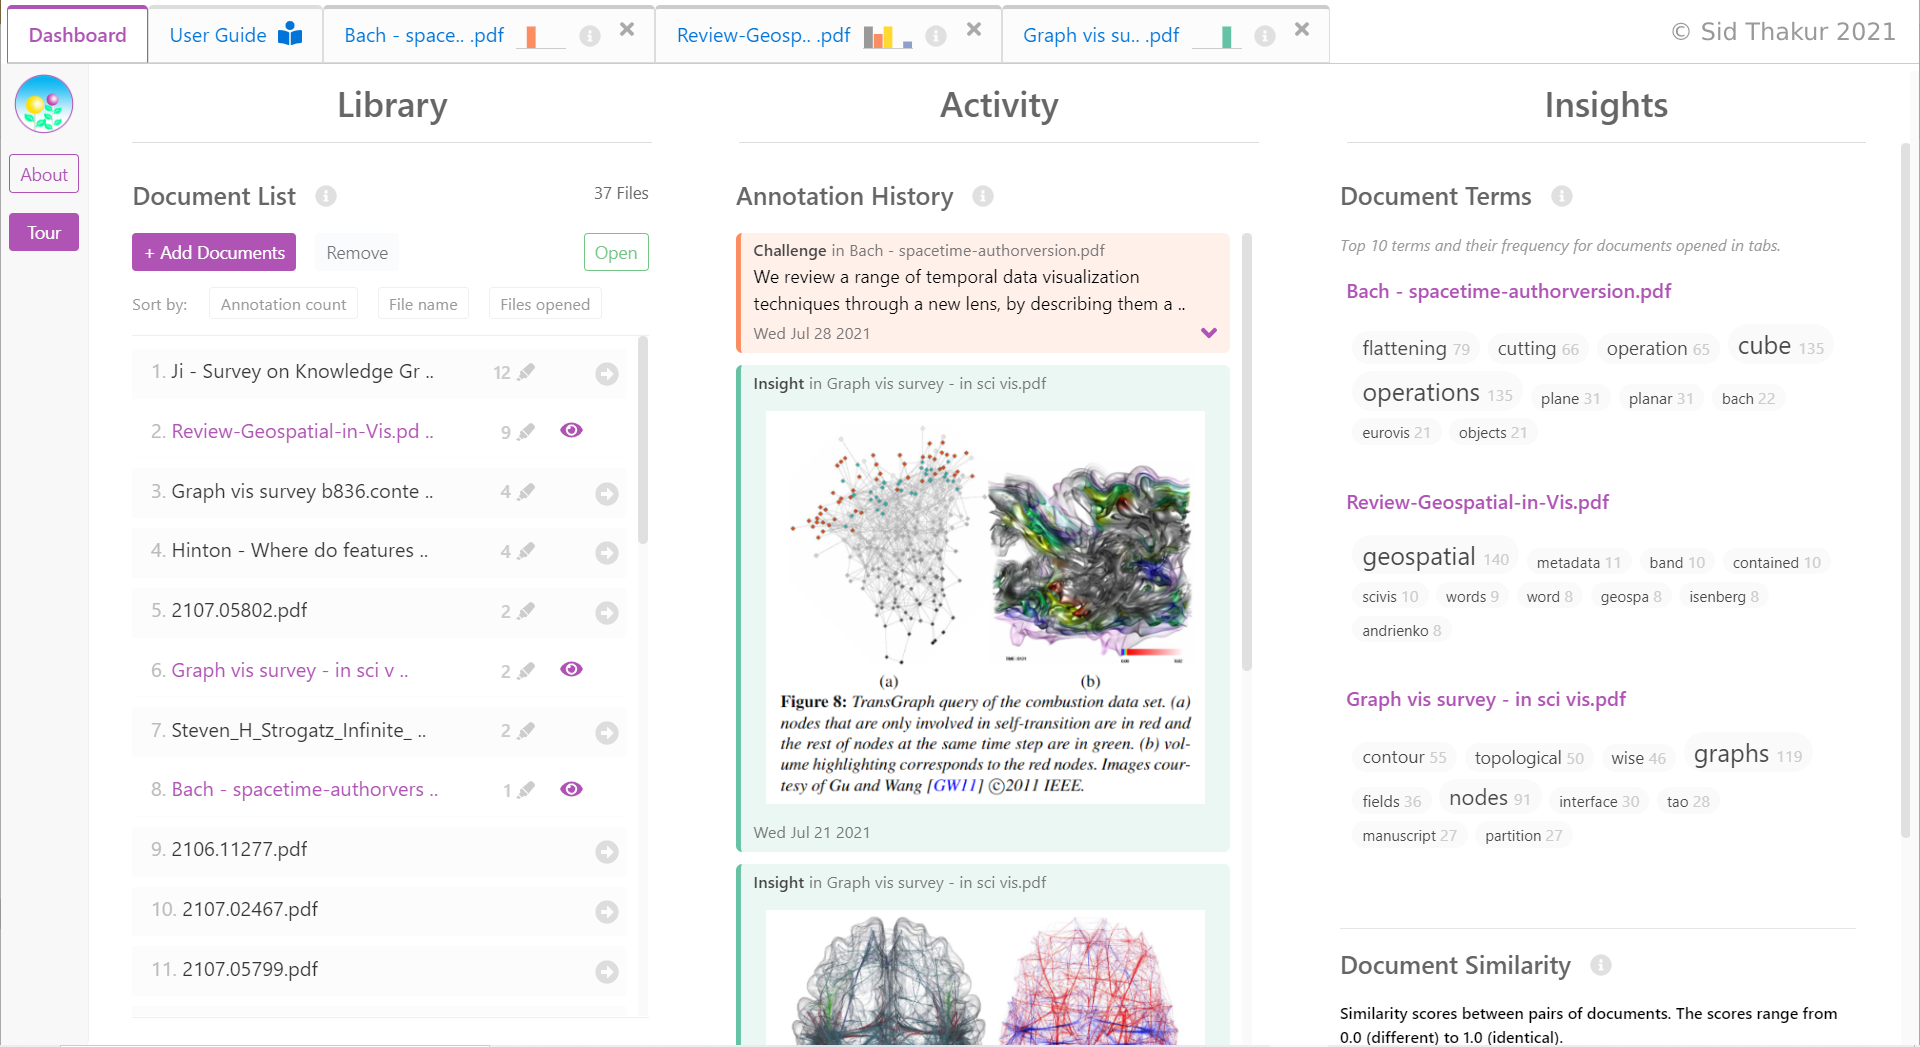 Dashboard
User Guide
Bach - space.. .pdf
Review-Geosp.. .pdf
Graph vis su.. .pdf
© Sid Thakur 2021
About
Tour
Library
Document List
37 Files
+ Add Documents
Remove
Open
Sort by:
Annotation count
File name
Files opened
1. Ji - Survey on Knowledge Gr .. 12
2. Review-Geospatial-in-Vis.pd .. 9
3. Graph vis survey b836.conte .. 4
4. Hinton - Where do features .. 4
5. 2107.05802.pdf 2
6. Graph vis survey - in sci v .. 2
7. Steven_H_Strogatz_Infinite_ .. 2
8. Bach - spacetime-authorvers .. 1
9. 2106.11277.pdf
10. 2107.02467.pdf
11. 2107.05799.pdf
Activity
Annotation History
Challenge in Bach - spacetime-authorversion.pdf
We review a range of temporal data visualization
techniques through a new lens, by describing them a ..
Wed Jul 28 2021
Insight in Graph vis survey - in sci vis.pdf
(a) (b)
Figure 8: TransGraph query of the combustion data set. (a)
nodes that are only involved in self-transition are in red and
the rest of nodes at the same time step are in green. (b) vol-
ume highlighting corresponds to the red nodes. Images cour-
tesy of Gu and Wang [GW11] ©2011 IEEE.
Wed Jul 21 2021
Insight in Graph vis survey - in sci vis.pdf
Insights
Document Terms
Top 10 terms and their frequency for documents opened in tabs.
Bach - spacetime-authorversion.pdf
flattening 79 cutting 66 operation 65 cube 135
operations 135 plane 31 planar 31 bach 22
eurovis 21 objects 21
Review-Geospatial-in-Vis.pdf
geospatial 140 metadata 11 band 10 contained 10
scivis 10 words 9 word 8 geospa 8 isenberg 8
andrienko 8
Graph vis survey - in sci vis.pdf
contour 55 topological 50 wise 46 graphs 119
fields 36 nodes 91 interface 30 tao 28
manuscript 27 partition 27
Document Similarity
Similarity scores between pairs of documents. The scores range from
0.0 (different) to 1.0 (identical).